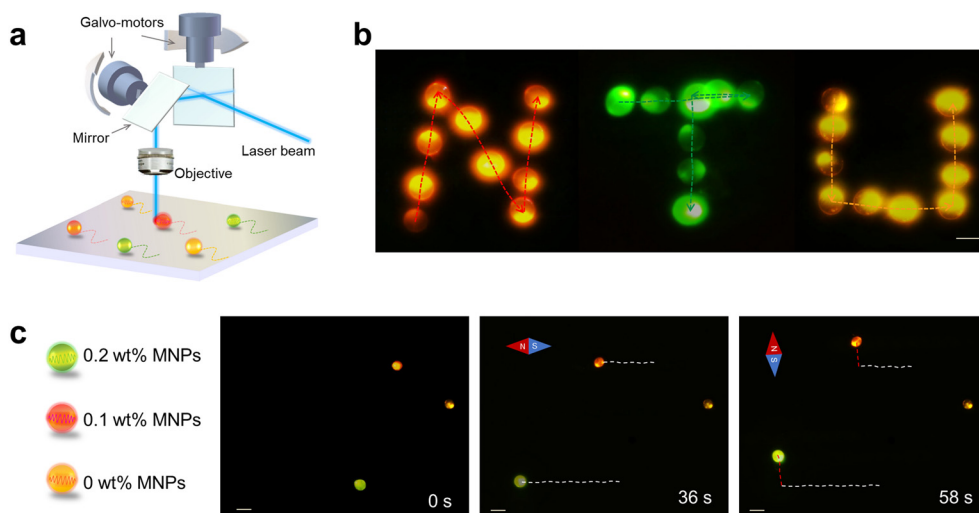 a
Galvo-motors
Mirror
Laser beam
Objective
b
c
0.2 wt% MNPs
0.1 wt% MNPs
0 wt% MNPs
0 s
N S
36 s
N
S
58 s